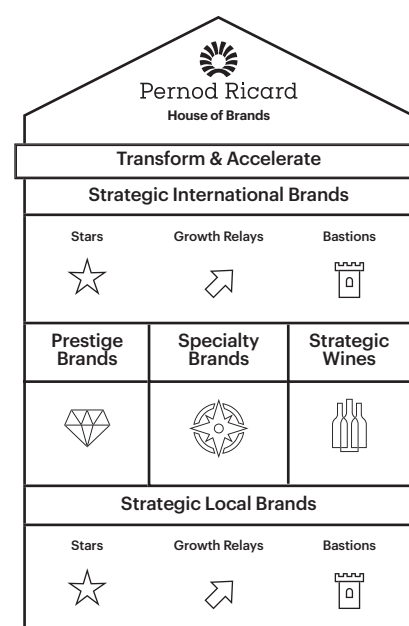 Pernod Ricard
House of Brands
Transform & Accelerate
Strategic International Brands
Stars
Growth Relays
Bastions
Prestige
Brands
Specialty
Brands
Strategic
Wines
Strategic Local Brands
Stars
Growth Relays
Bastions